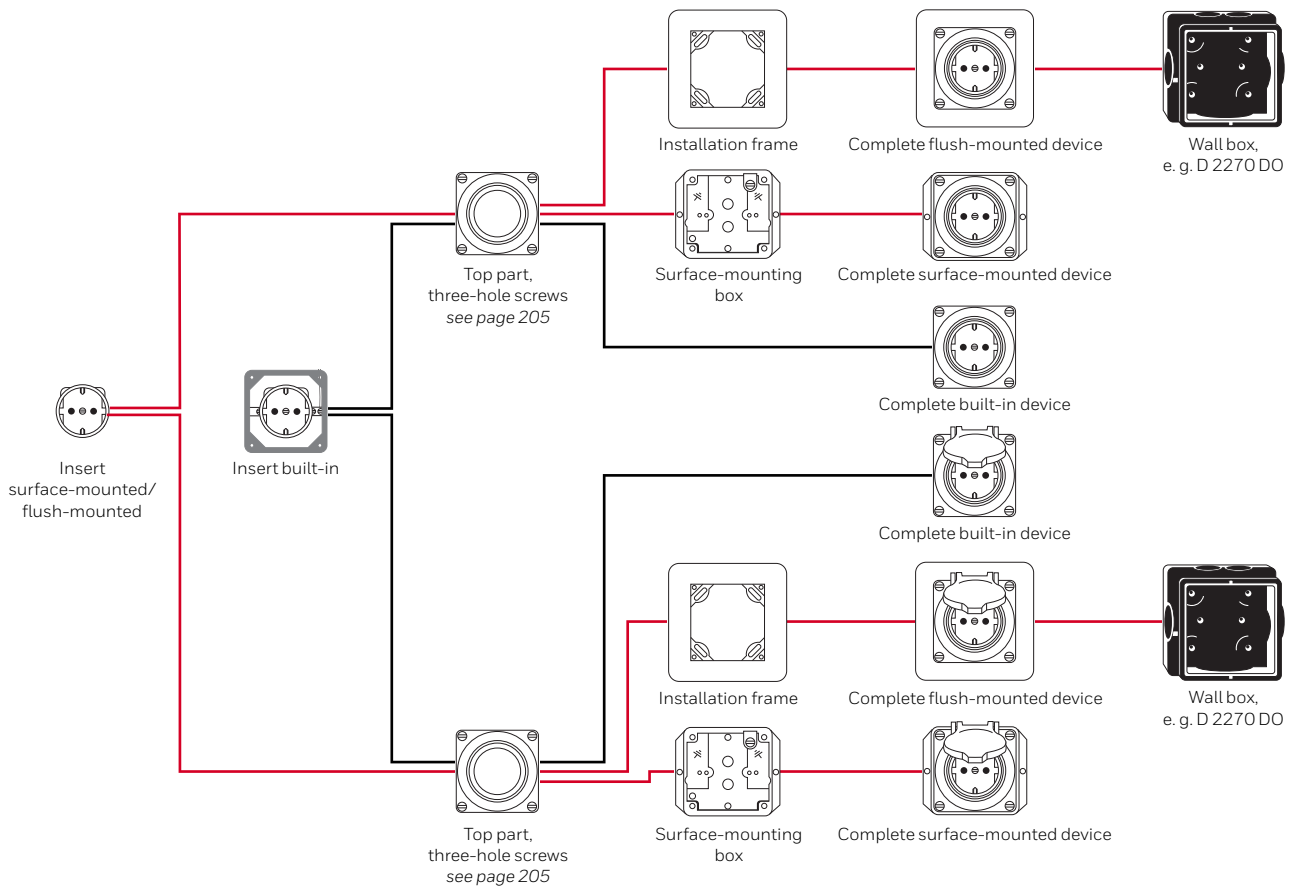 Installation frame
Complete flush-mounted device
Wall box,
e. g. D 2270 DO
Top part,
three-hole screws
see page 205
Surface-mounting
box
Complete surface-mounted device
Complete built-in device
Insert
surface-mounted/
flush-mounted
Insert built-in
Complete built-in device
Installation frame
Complete flush-mounted device
Wall box,
e. g. D 2270 DO
Top part,
three-hole screws
see page 205
Surface-mounting
box
Complete surface-mounted device